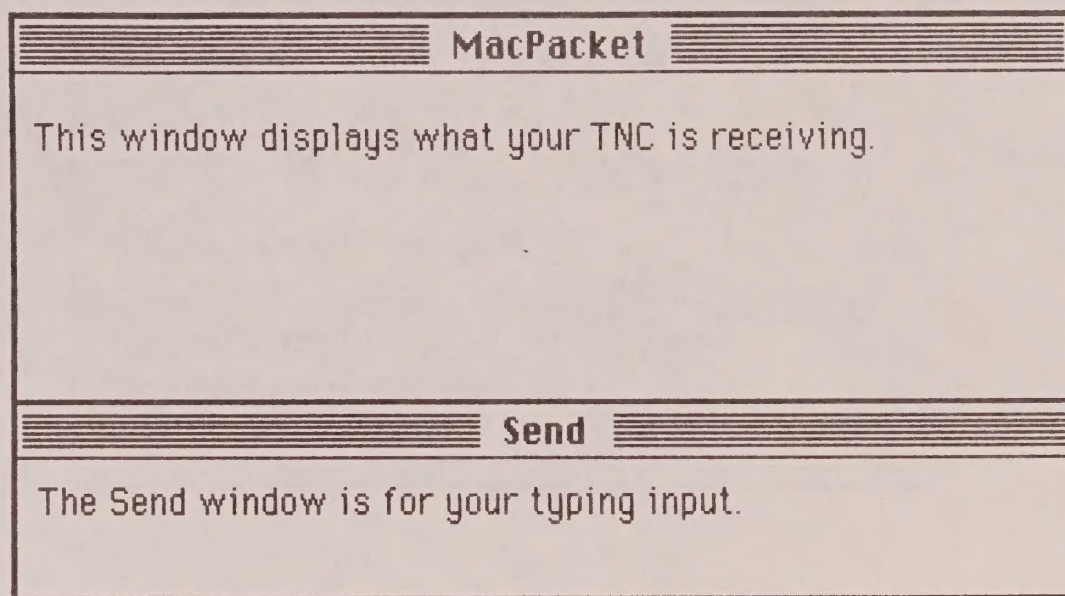 MacPacket
This window displays what your TNC is receiving.
Send
The Send window is for your typing input.